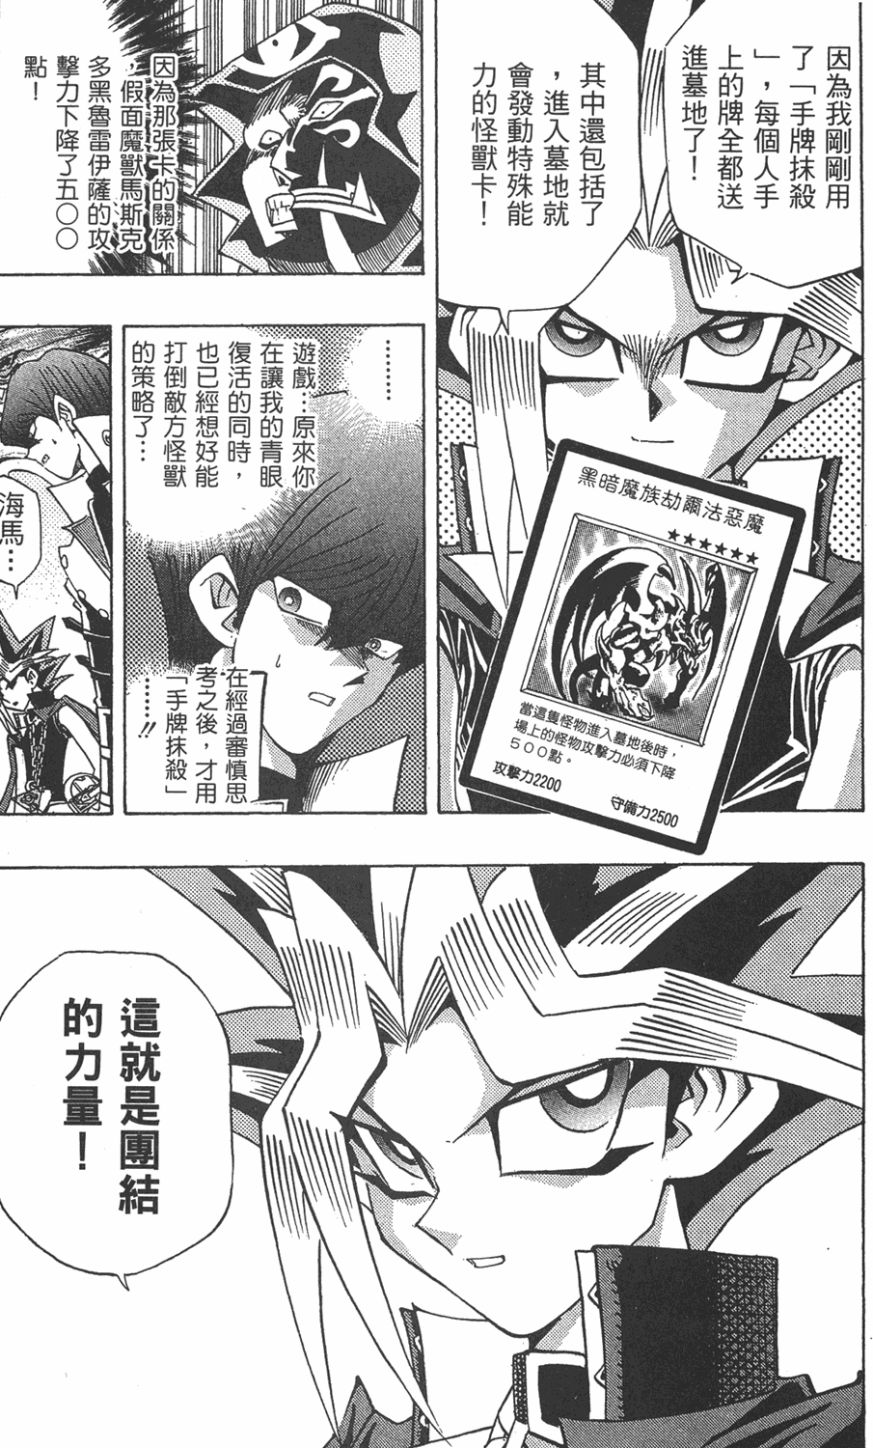 因為我剛剛用
了「手牌抹殺
」，每個人手
上的牌全都送
進墓地了！
其中還包括了
，進入墓地就
會發動特殊能
力的怪獸卡！
黑暗魔族劫爾法惡魔
★★★★★★
當這隻怪物進入墓地後時，
場上的怪物攻擊力必須下降
５００點。
攻擊力2200
守備力2500
因為那張卡的關係
，假面魔獸馬斯克
多黑魯雷伊薩的攻
擊力下降了五〇〇
點！
………
遊戲…原來你
在讓我的青眼
復活的同時，
也已經想好能
打倒敵方怪獸
的策略了…
在經過審慎思
考之後，才用
「手牌抹殺」
……!!
海馬…
這就是團結
的力量！